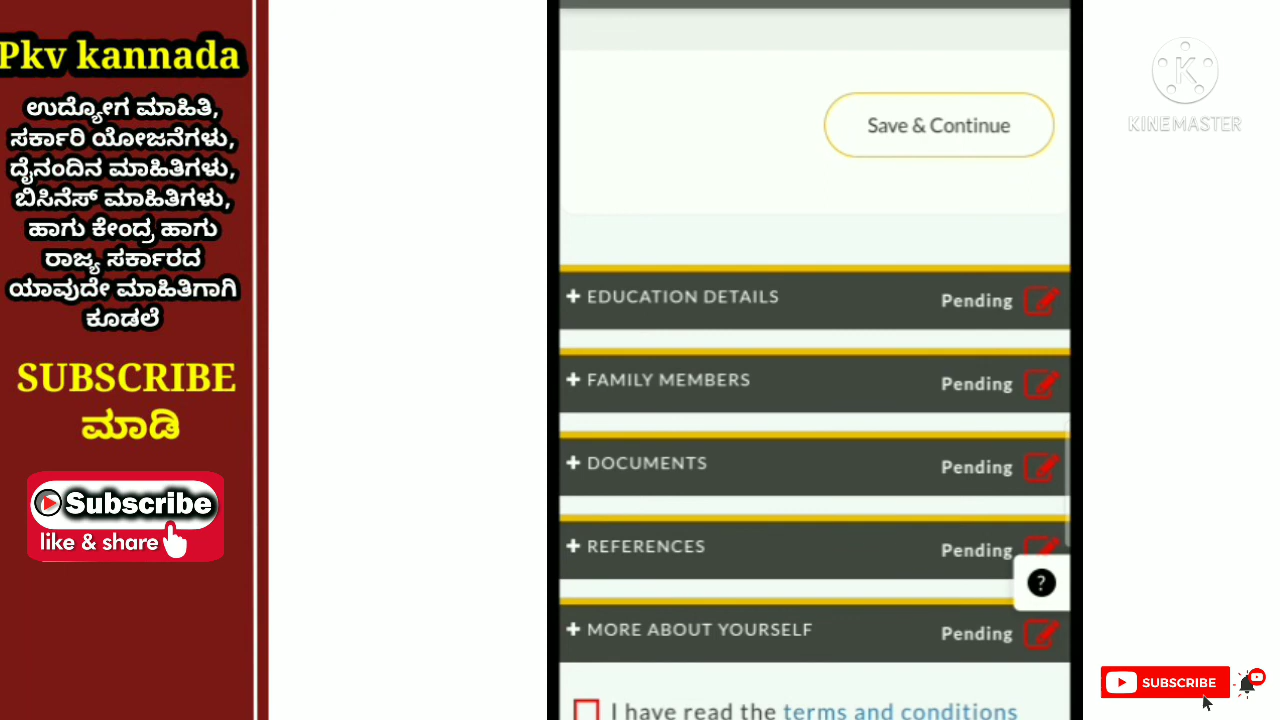 Pkv kannada
ಉದ್ಯೋಗ ಮಾಹಿತಿ,
ಸರ್ಕಾರಿ ಯೋಜನೆಗಳು,
ದೈನಂದಿನ ಮಾಹಿತಿಗಳು,
ಬಿಸಿನೆಸ್ ಮಾಹಿತಿಗಳು,
ಹಾಗು ಕೇಂದ್ರ ಹಾಗು
ರಾಜ್ಯ ಸರ್ಕಾರದ
ಯಾವುದೇ ಮಾಹಿತಿಗಾಗಿ
ಕೂಡಲೆ
SUBSCRIBE
ಮಾಡಿ
Subscribe
like & share
Save & Continue
+ EDUCATION DETAILS Pending
+ FAMILY MEMBERS Pending
+ DOCUMENTS Pending
+ REFERENCES Pending
?
+ MORE ABOUT YOURSELF Pending
I have read the terms and conditions
K
KINEMASTER
SUBSCRIBE